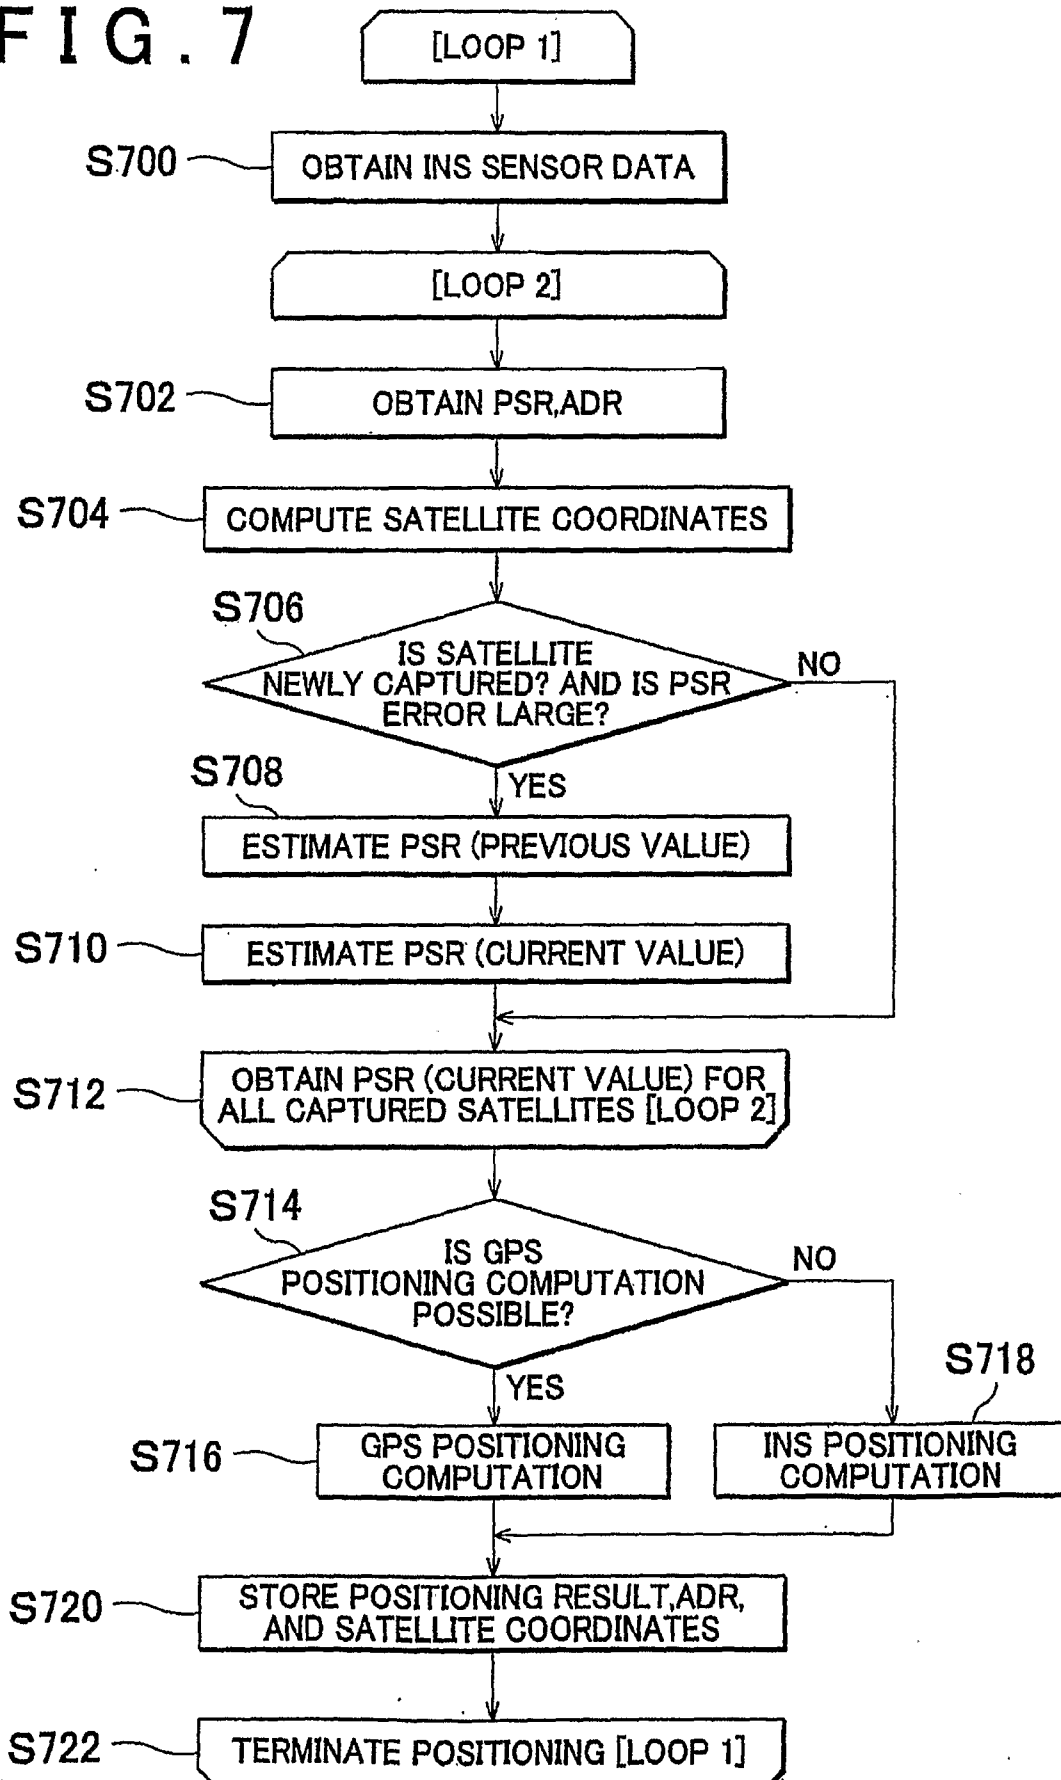 FIG. 7
[LOOP 1]
S700
OBTAIN INS SENSOR DATA
[LOOP 2]
S702
OBTAIN PSR,ADR
S704
COMPUTE SATELLITE COORDINATES
S706
IS SATELLITE
NEWLY CAPTURED? AND IS PSR
ERROR LARGE?
NO
YES
S708
ESTIMATE PSR (PREVIOUS VALUE)
S710
ESTIMATE PSR (CURRENT VALUE)
S712
OBTAIN PSR (CURRENT VALUE) FOR
ALL CAPTURED SATELLITES [LOOP 2]
S714
IS GPS
POSITIONING COMPUTATION
POSSIBLE?
NO
YES
S716
GPS POSITIONING
COMPUTATION
S718
INS POSITIONING
COMPUTATION
S720
STORE POSITIONING RESULT,ADR,
AND SATELLITE COORDINATES
S722
TERMINATE POSITIONING [LOOP 1]